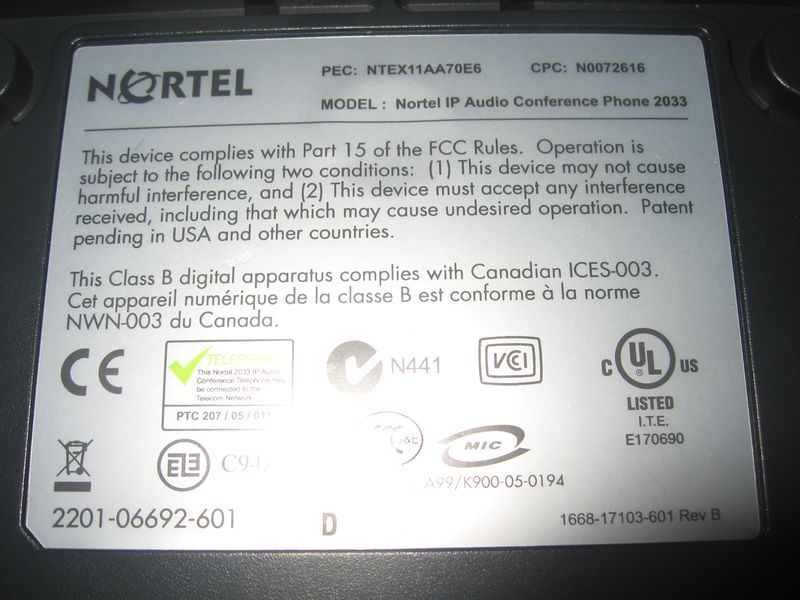 NORTEL
PEC: NTEX11AA70E6 CPC: N0072616
MODEL : Nortel IP Audio Conference Phone 2033
This device complies with Part 15 of the FCC Rules. Operation is
subject to the following two conditions: (1) This device may not cause
harmful interference, and (2) This device must accept any interference
received, including that which may cause undesired operation. Patent
pending in USA and other countries.
This Class B digital apparatus complies with Canadian ICES-003.
Cet appareil numérique de la classe B est conforme à la norme
NWN-003 du Canada.
CE
TELEPERMIT
This Nortel 2033 IP Audio
Conference Telephone may
be connected to the
Telecom Network.
PTC 207 / 05 / 011
N441
VCI
C UL US
®
LISTED
I.T.E.
E170690
MIC
A99/K900-05-0194
2201-06692-601
D
1668-17103-601 Rev B